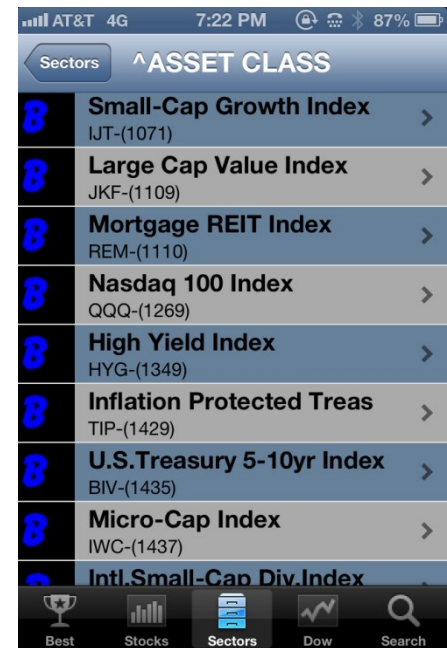 AT&T 4G 7:22 PM 87%
Sectors ^ASSET CLASS
B Small-Cap Growth Index
IJT-(1071)
B Large Cap Value Index
JKF-(1109)
B Mortgage REIT Index
REM-(1110)
B Nasdaq 100 Index
QQQ-(1269)
B High Yield Index
HYG-(1349)
B Inflation Protected Treas
TIP-(1429)
B U.S.Treasury 5-10yr Index
BIV-(1435)
B Micro-Cap Index
IWC-(1437)
Intl.Small-Cap Div.Index
Best Stocks Sectors Dow Search